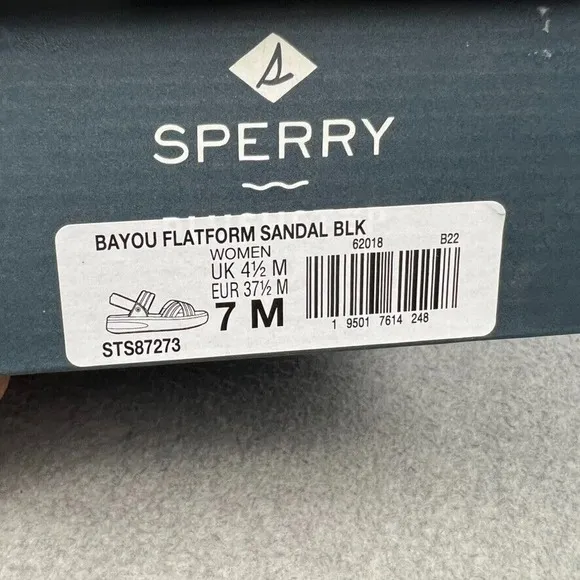 SPERRY
BAYOU FLATFORM SANDAL BLK
WOMEN
62018
B22
UK 4½ M
EUR 37½ M
7 M
1 9501 7614 248
STS87273